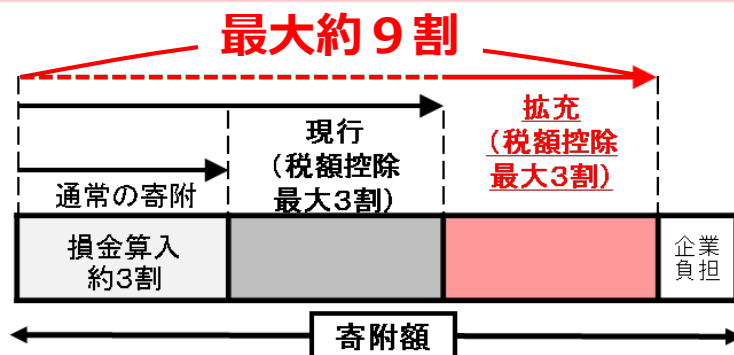 最大約９割
現行
(税額控除
最大3割)
拡充
(税額控除
最大3割)
通常の寄附
損金算入
約3割
企業
負担
寄附額